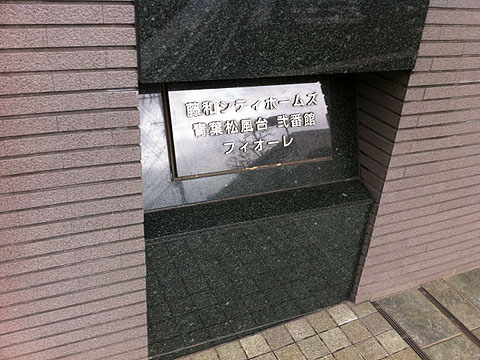 藤和シティホームズ
青葉松風台 弐番館
フィオーレ